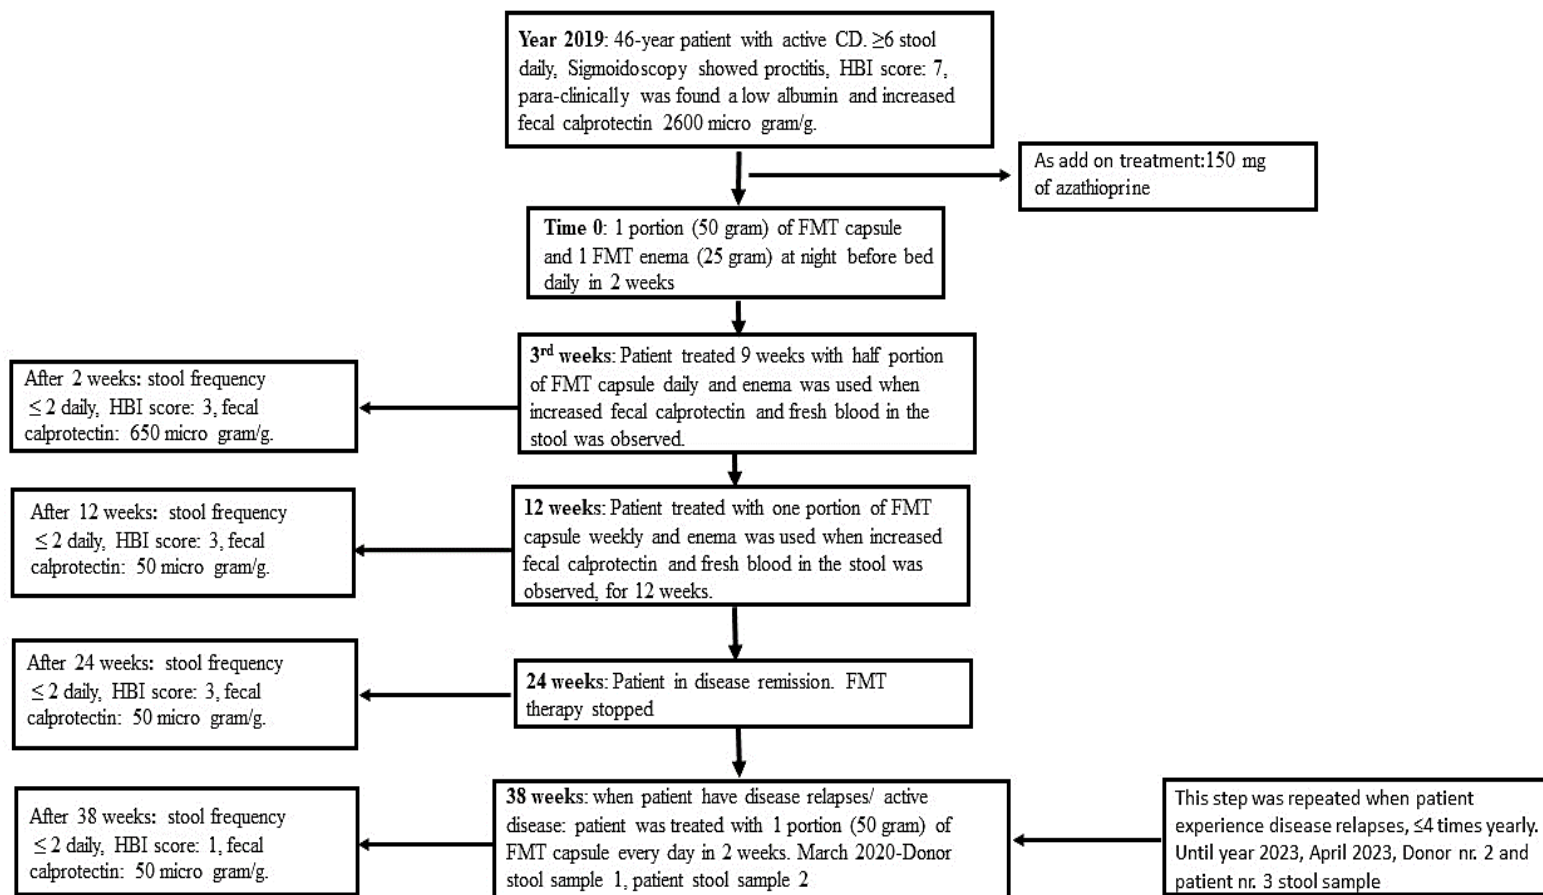 Year 2019: 46-year patient with active CD. ≥6 stool
daily, Sigmoidoscopy showed proctitis, HBI score: 7,
para-clinically was found a low albumin and increased
fecal calprotectin 2600 micro gram/g.
As add on treatment:150 mg
of azathioprine
Time 0: 1 portion (50 gram) of FMT capsule
and 1 FMT enema (25 gram) at night before bed
daily in 2 weeks
3rd weeks: Patient treated 9 weeks with half portion
of FMT capsule daily and enema was used when
increased fecal calprotectin and fresh blood in the
stool was observed.
After 2 weeks: stool frequency
≤ 2 daily, HBI score: 3, fecal
calprotectin: 650 micro gram/g.
12 weeks: Patient treated with one portion of FMT
capsule weekly and enema was used when increased
fecal calprotectin and fresh blood in the stool was
observed, for 12 weeks.
After 12 weeks: stool frequency
≤ 2 daily, HBI score: 3, fecal
calprotectin: 50 micro gram/g.
24 weeks: Patient in disease remission. FMT
therapy stopped
After 24 weeks: stool frequency
≤ 2 daily, HBI score: 3, fecal
calprotectin: 50 micro gram/g.
38 weeks: when patient have disease relapses/ active
disease: patient was treated with 1 portion (50 gram) of
FMT capsule every day in 2 weeks. March 2020-Donor
stool sample 1, patient stool sample 2
After 38 weeks: stool frequency
≤ 2 daily, HBI score: 1, fecal
calprotectin: 50 micro gram/g.
This step was repeated when patient
experience disease relapses, ≤4 times yearly.
Until year 2023, April 2023, Donor nr. 2 and
patient nr. 3 stool sample